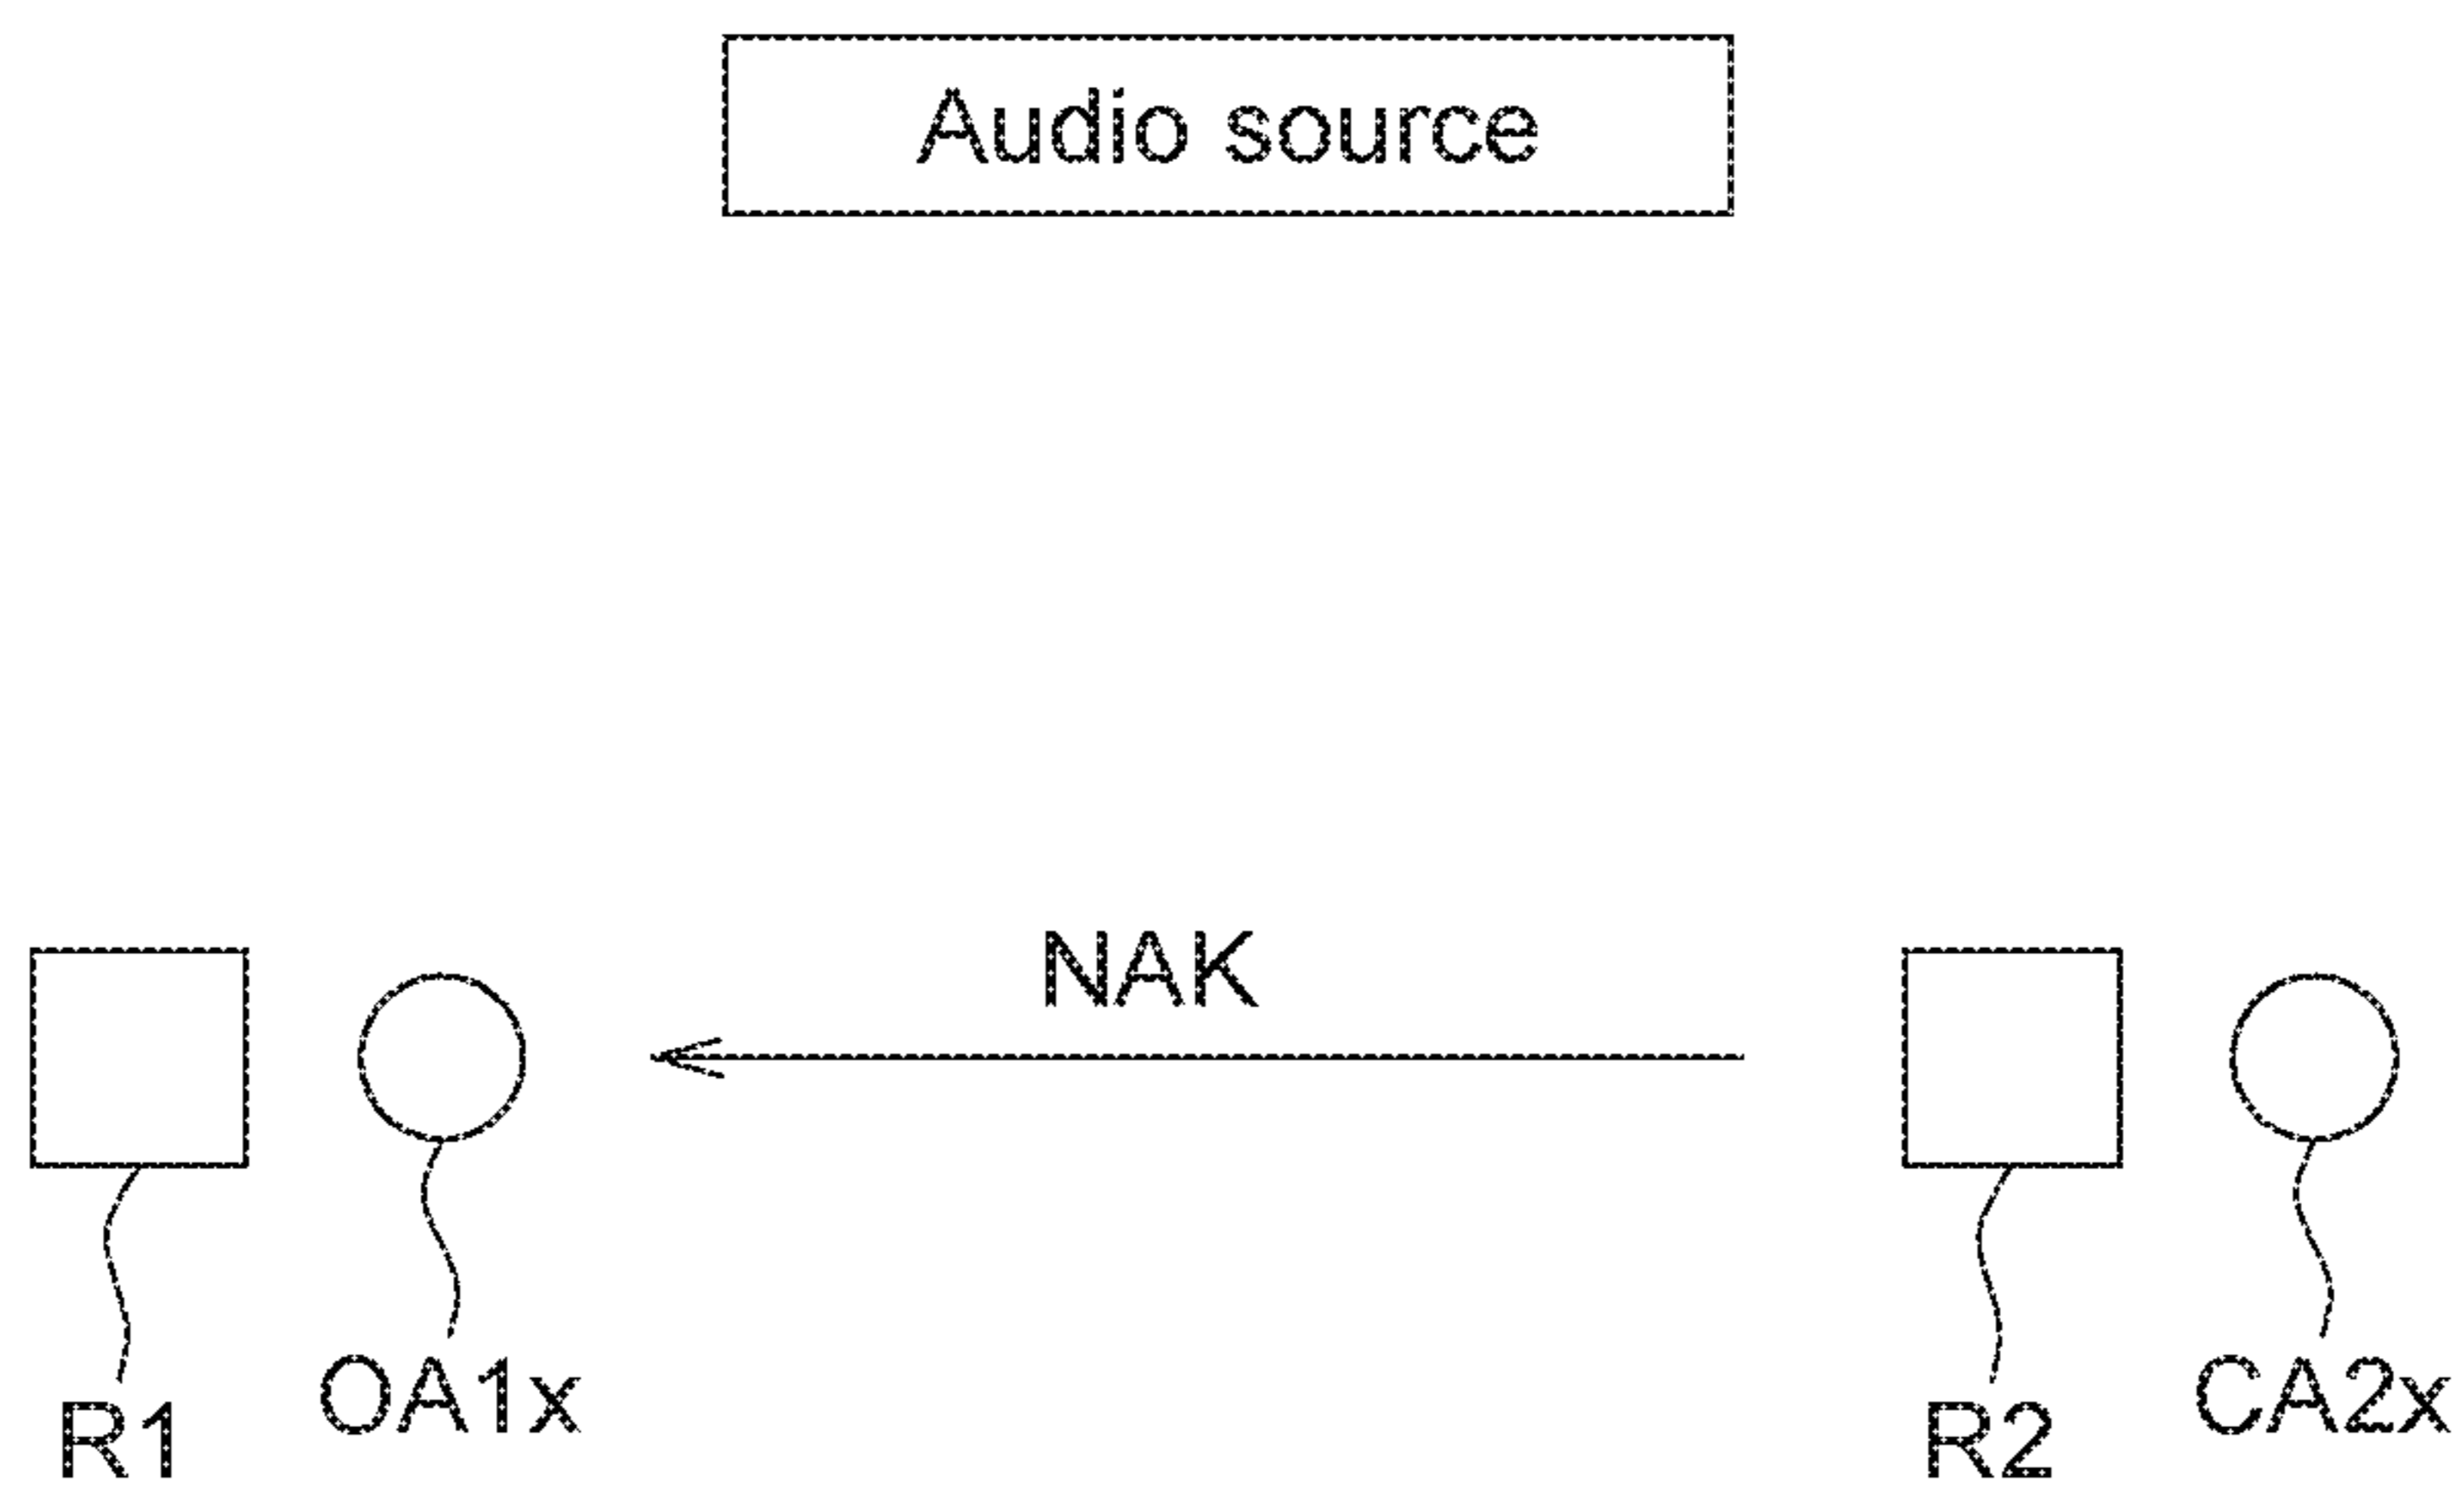 Audio source
NAK
OA1x
CA2x
R1
R2